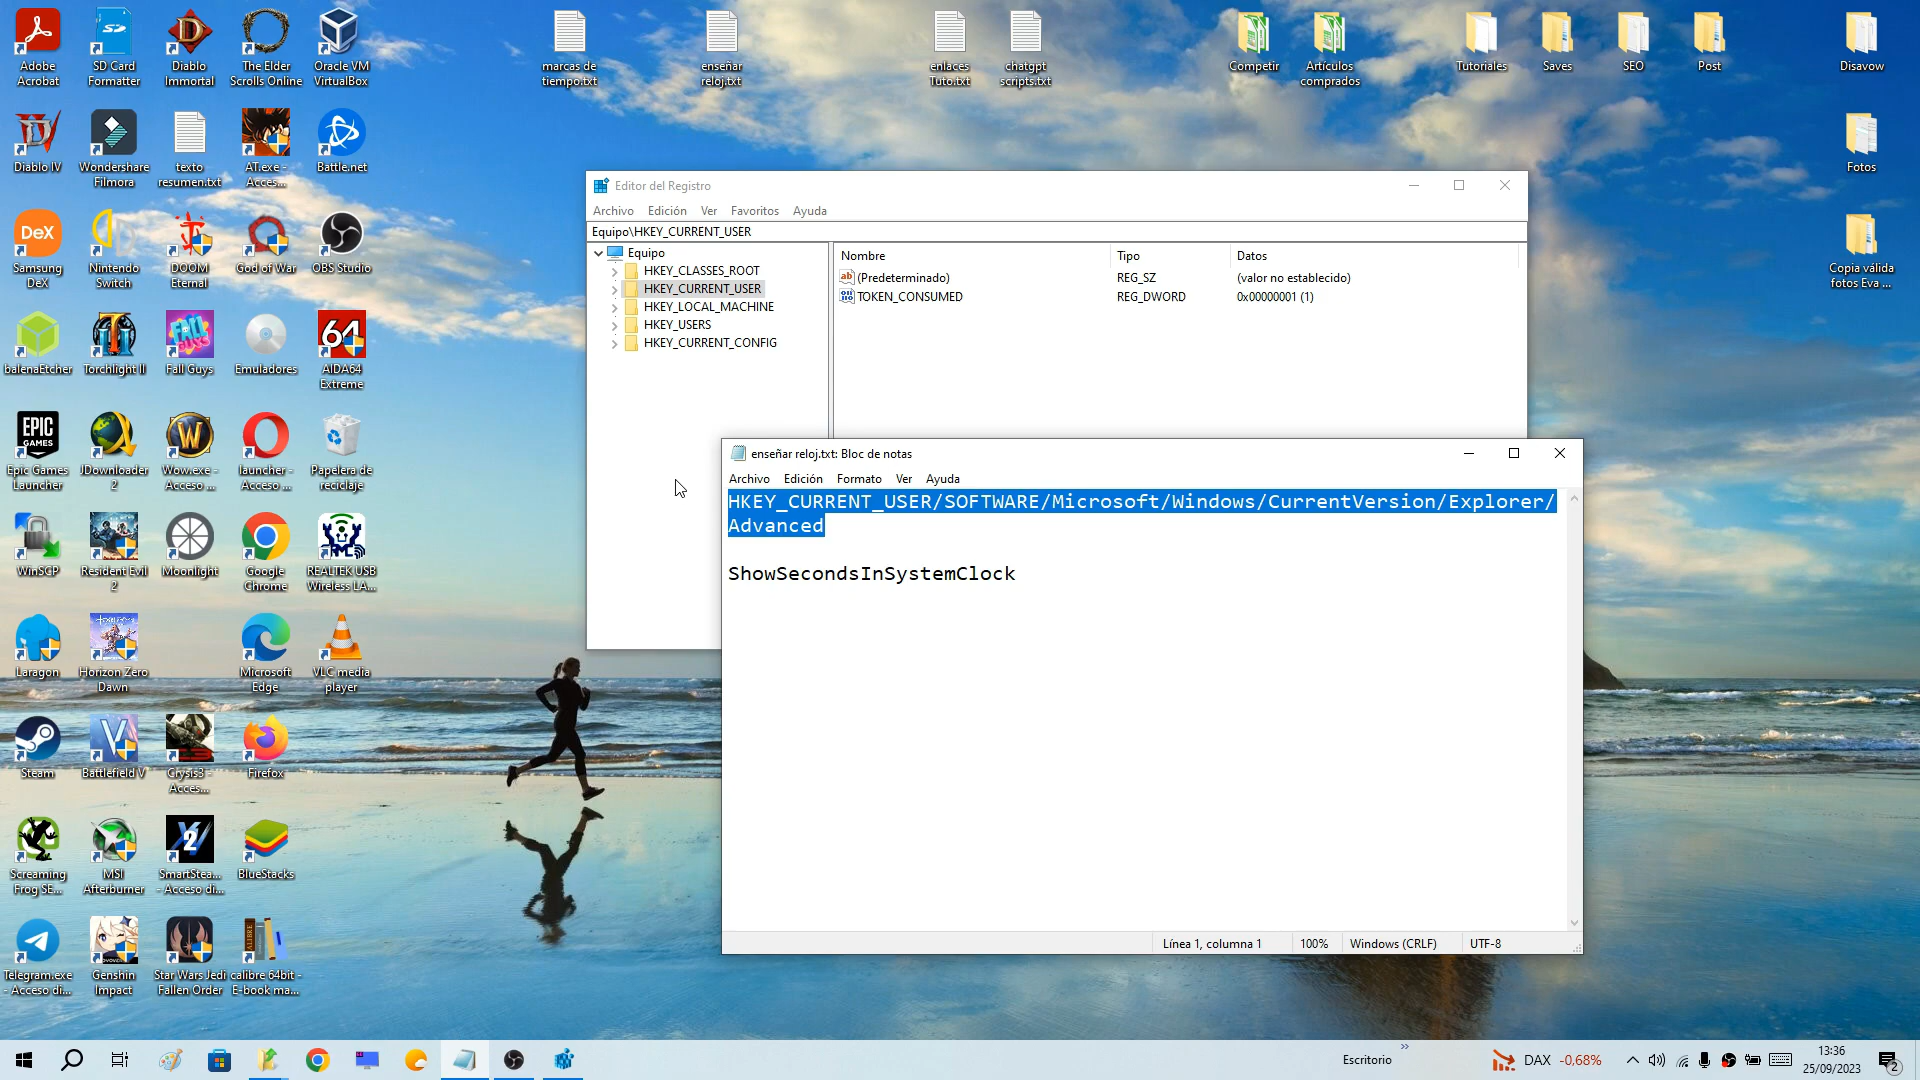 Adobe
Acrobat
SD Card
Formatter
Diablo
Immortal
The Elder
Scrolls Online
Oracle VM
VirtualBox
marcas de
tiempo.txt
enseñar
reloj.txt
enlaces
Tuto.txt
chatgpt
scripts.txt
Competir
Artículos
comprados
Tutoriales
Saves
SEO
Post
Disavow
Diablo IV
Wondershare
Filmora
texto
resumen.txt
AT.exe -
Acces...
Battle.net
Fotos
DeX
Samsung
DeX
Nintendo
Switch
DOOM
Eternal
God of War
OBS Studio
Copia válida
fotos Eva ...
balenaEtcher
Torchlight II
Fall Guys
Emuladores
64
AIDA64
Extreme
EPIC
GAMES
Epic Games
Launcher
JDownloader
2
Wow.exe -
Acceso ...
launcher -
Acceso ...
Papelera de
reciclaje
WinSCP
Resident Evil
2
Moonlight
Google
Chrome
REALTEK USB
Wireless LA...
Laragon
Horizon Zero
Dawn
Microsoft
Edge
VLC media
player
Steam
Battlefield V
Crysis3 -
Acces...
Firefox
Screaming
Frog SE...
MSI
Afterburner
SmartStea...
- Acceso di...
BlueStacks
Telegram.exe
- Acceso di...
Genshin
Impact
Star Wars Jedi
Fallen Order
calibre 64bit -
E-book ma...
Editor del Registro
Archivo Edición Ver Favoritos Ayuda
Equipo\HKEY_CURRENT_USER
Equipo
HKEY_CLASSES_ROOT
HKEY_CURRENT_USER
HKEY_LOCAL_MACHINE
HKEY_USERS
HKEY_CURRENT_CONFIG
Nombre Tipo Datos
(Predeterminado) REG_SZ (valor no establecido)
TOKEN_CONSUMED REG_DWORD 0x00000001 (1)
enseñar reloj.txt: Bloc de notas
Archivo Edición Formato Ver Ayuda
HKEY_CURRENT_USER/SOFTWARE/Microsoft/Windows/CurrentVersion/Explorer/
Advanced
ShowSecondsInSystemClock
Línea 1, columna 1 100% Windows (CRLF) UTF-8
Escritorio
DAX -0,68%
13:36
25/09/2023
2